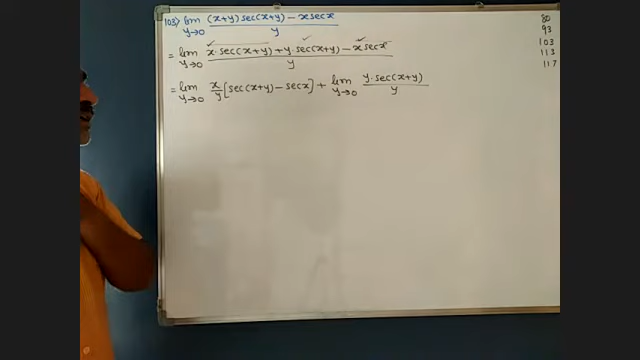 103) lim y→0 (x+y) sec(x+y) − x sec x / y
= lim y→0 x·sec(x+y) + y·sec(x+y) − x sec x / y
= lim y→0 x/y [sec(x+y) − sec x] + lim y→0 y·sec(x+y) / y
80
93
103
113
117